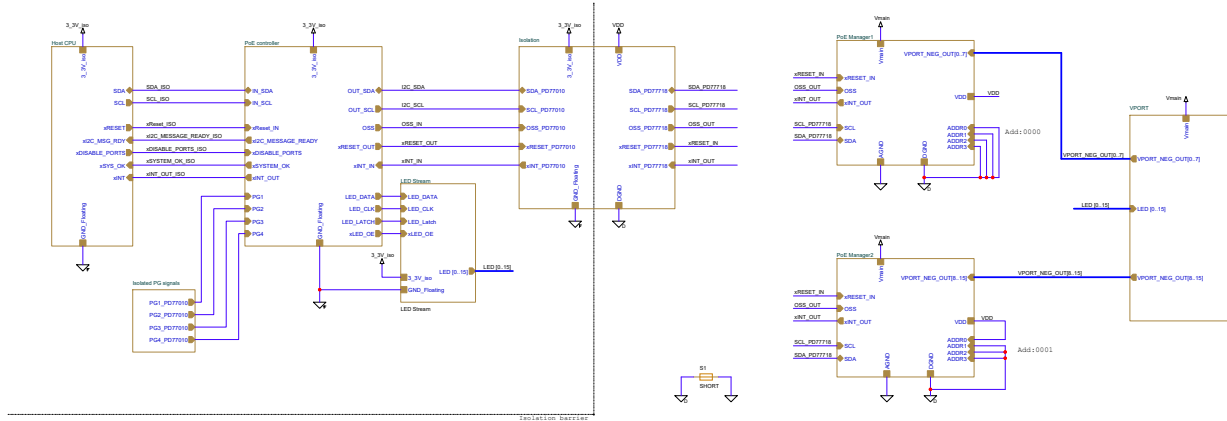 3_3V_iso
Host CPU
3_3V_iso
SDA
SCL
xRESET
xI2C_MSG_RDY
xDISABLE_PORTS
xSYS_OK
xINT
GND_Floating
F
SDA_ISO
SCL_ISO
xReset_ISO
xI2C_MESSAGE_READY_ISO
xDISABLE_PORTS_ISO
xSYSTEM_OK_ISO
xINT_OUT_ISO
3_3V_iso
PoE controller
3_3V_iso
IN_SDA
IN_SCL
xReset_IN
xI2C_MESSAGE_READY
xDISABLE_PORTS
xSYSTEM_OK
xINT_OUT
PG1
PG2
PG3
PG4
OUT_SDA
OUT_SCL
OSS
xRESET_OUT
xINT_IN
LED_DATA
LED_CLK
LED_LATCH
xLED_OE
GND_Floating
F
Isolated PG signals
PG1_PD77010
PG2_PD77010
PG3_PD77010
PG4_PD77010
I2C_SDA
I2C_SCL
OSS_IN
xRESET_OUT
xINT_IN
LED Stream
LED_DATA
LED_CLK
LED_Latch
xLED_OE
3_3V_iso
LED [0..15]
LED [0..15]
3_3V_iso
GND_Floating
LED Stream
3_3V_iso
VDD
Isolation
3_3V_iso
VDD
SDA_PD77010
SCL_PD77010
OSS_PD77010
xRESET_PD77010
xINT_PD77010
SDA_PD77718
SCL_PD77718
OSS_PD77718
xRESET_PD77718
xINT_PD77718
GND_Floating
DGND
F
D
SDA_PD77718
SCL_PD77718
OSS_OUT
xRESET_IN
xINT_OUT
S1
SHORT
D
D
Isolation barrier
Vmain
PoE Manager1
Vmain
VPORT_NEG_OUT[0..7]
xRESET_IN
OSS_OUT
xINT_OUT
SCL_PD77718
SDA_PD77718
xRESET_IN
OSS
xINT_OUT
SCL
SDA
VDD
VDD
ADDR0
ADDR1
ADDR2
ADDR3
Add:0000
AGND
DGND
D
Vmain
PoE Manager2
Vmain
VPORT_NEG_OUT[8..15]
VPORT_NEG_OUT[8..15]
xRESET_IN
OSS_OUT
xINT_OUT
SCL_PD77718
SDA_PD77718
xRESET_IN
OSS
xINT_OUT
SCL
SDA
VDD
VDD
ADDR0
ADDR1
ADDR2
ADDR3
Add:0001
AGND
DGND
D
Vmain
VPORT
Vmain
VPORT_NEG_OUT[0..7]
VPORT_NEG_OUT[0..7]
LED [0..15]
LED [0..15]
VPORT_NEG_OUT[8..15]